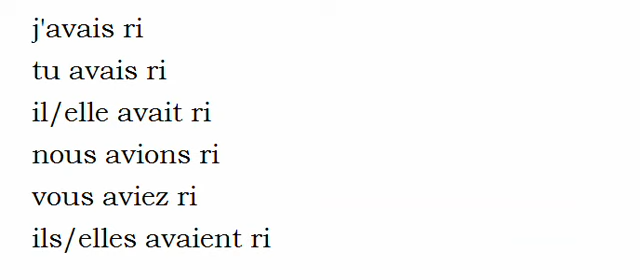 j'avais ri
tu avais ri
il/elle avait ri
nous avions ri
vous aviez ri
ils/elles avaient ri